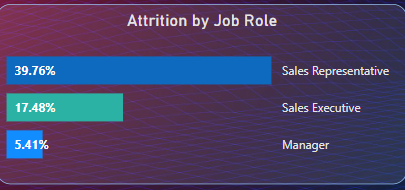 Attrition by Job Role
39.76% Sales Representative
17.48% Sales Executive
5.41% Manager